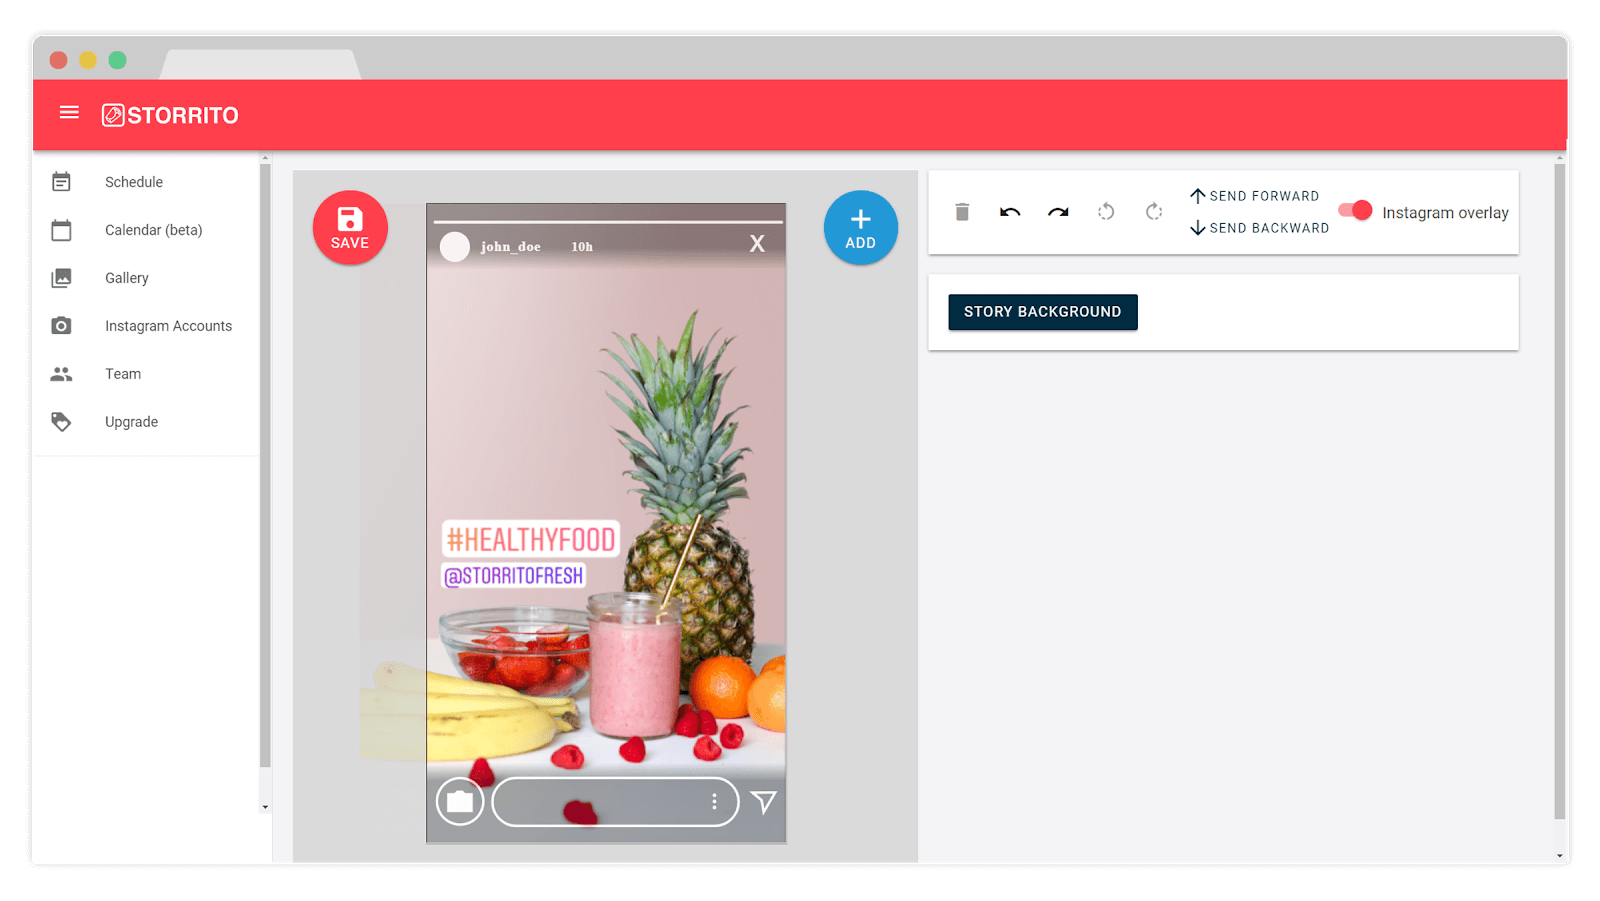 STORRITO
Schedule
Calendar (beta)
Gallery
Instagram Accounts
Team
Upgrade
SAVE
john_doe 10h X
#HEALTHYFOOD
@STORRITOFRESH
ADD
SEND FORWARD
SEND BACKWARD
Instagram overlay
STORY BACKGROUND